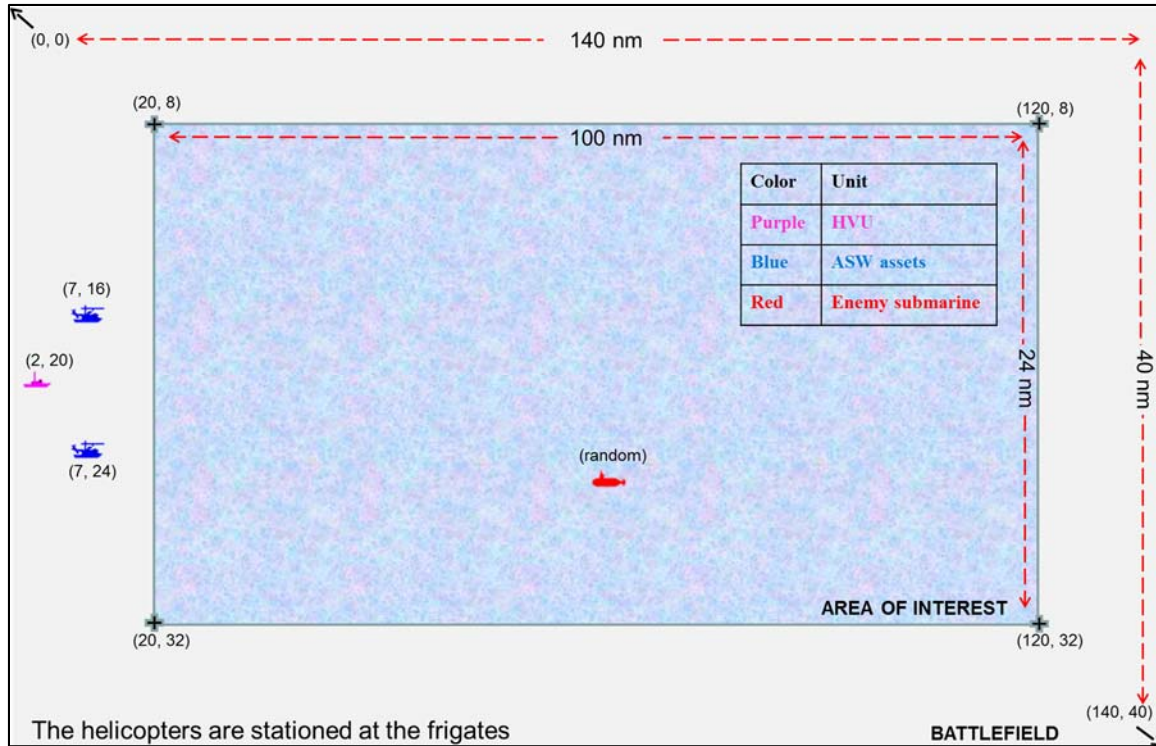 (0, 0)
140 nm
(20, 8)
(120, 8)
100 nm
Color Unit
Purple HVU
Blue ASW assets
Red Enemy submarine
(7, 16)
(2, 20)
24 nm
40 nm
(7, 24)
(random)
AREA OF INTEREST
(20, 32)
(120, 32)
(140, 40)
The helicopters are stationed at the frigates
BATTLEFIELD